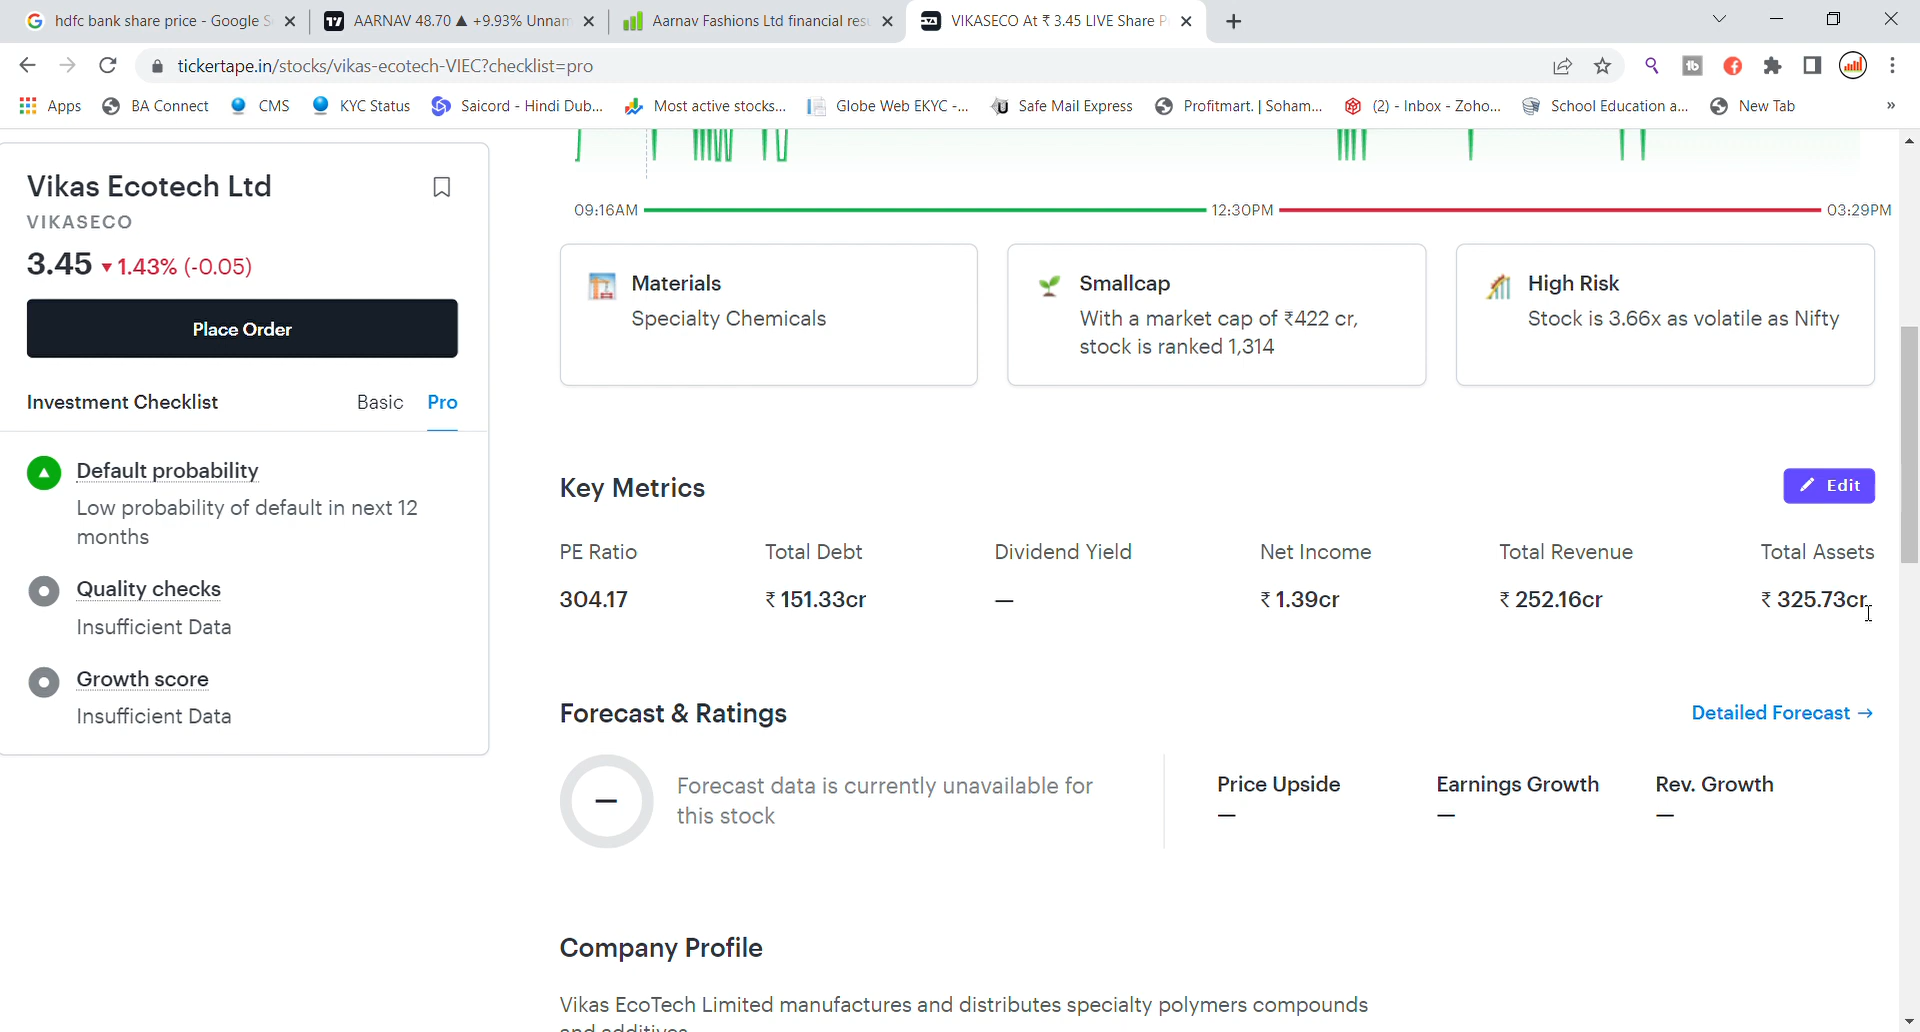 hdfc bank share price - Google S
AARNAV 48.70 ▲ +9.93% Unnam
Aarnav Fashions Ltd financial resu
VIKASECO At ₹ 3.45 LIVE Share P
tickertape.in/stocks/vikas-ecotech-VIEC?checklist=pro
Apps
BA Connect
CMS
KYC Status
Saicord - Hindi Dub...
Most active stocks...
Globe Web EKYC -...
Safe Mail Express
Profitmart. | Soham...
(2) - Inbox - Zoho...
School Education a...
New Tab
»
Vikas Ecotech Ltd
VIKASECO
3.45 ▼ 1.43% (-0.05)
Place Order
Investment Checklist
Basic
Pro
Default probability
Low probability of default in next 12
months
Quality checks
Insufficient Data
Growth score
Insufficient Data
09:16AM
12:30PM
03:29PM
Materials
Specialty Chemicals
Smallcap
With a market cap of ₹422 cr,
stock is ranked 1,314
High Risk
Stock is 3.66x as volatile as Nifty
Key Metrics
Edit
PE Ratio
Total Debt
Dividend Yield
Net Income
Total Revenue
Total Assets
304.17
₹ 151.33cr
—
₹ 1.39cr
₹ 252.16cr
₹ 325.73cr
Forecast & Ratings
Detailed Forecast →
—
Forecast data is currently unavailable for
this stock
Price Upside
Earnings Growth
Rev. Growth
—
—
—
Company Profile
Vikas EcoTech Limited manufactures and distributes specialty polymers compounds
and additives